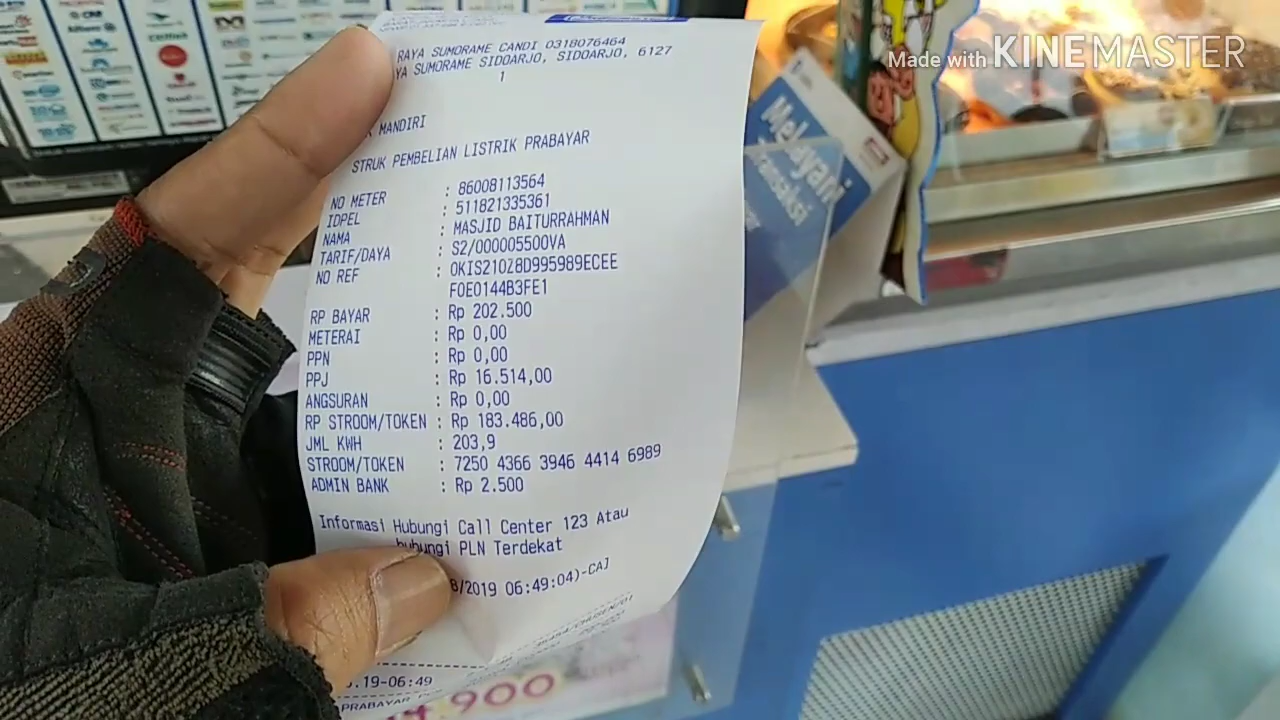 RAYA SUMORAME CANDI 0318076464
YA SUMORAME SIDOARJO, SIDOARJO, 6127
1
MANDIRI
STRUK PEMBELIAN LISTRIK PRABAYAR
NO METER : 86008113564
IDPEL : 511821335361
NAMA : MASJID BAITURRAHMAN
TARIF/DAYA : S2/000005500VA
NO REF : OKIS210Z8D995989ECEE
F0E0144B3FE1
RP BAYAR : Rp 202.500
METERAI : Rp 0,00
PPN : Rp 0,00
PPJ : Rp 16.514,00
ANGSURAN : Rp 0,00
RP STROOM/TOKEN : Rp 183.486,00
JML KWH : 203,9
STROOM/TOKEN : 7250 4366 3946 4414 6989
ADMIN BANK : Rp 2.500
Informasi Hubungi Call Center 123 Atau
hubungi PLN Terdekat
8/2019 06:49:04)-CA)
.19-06:49
PRABAYAR
.900
Melayani
Transaksi
Made with KINEMASTER